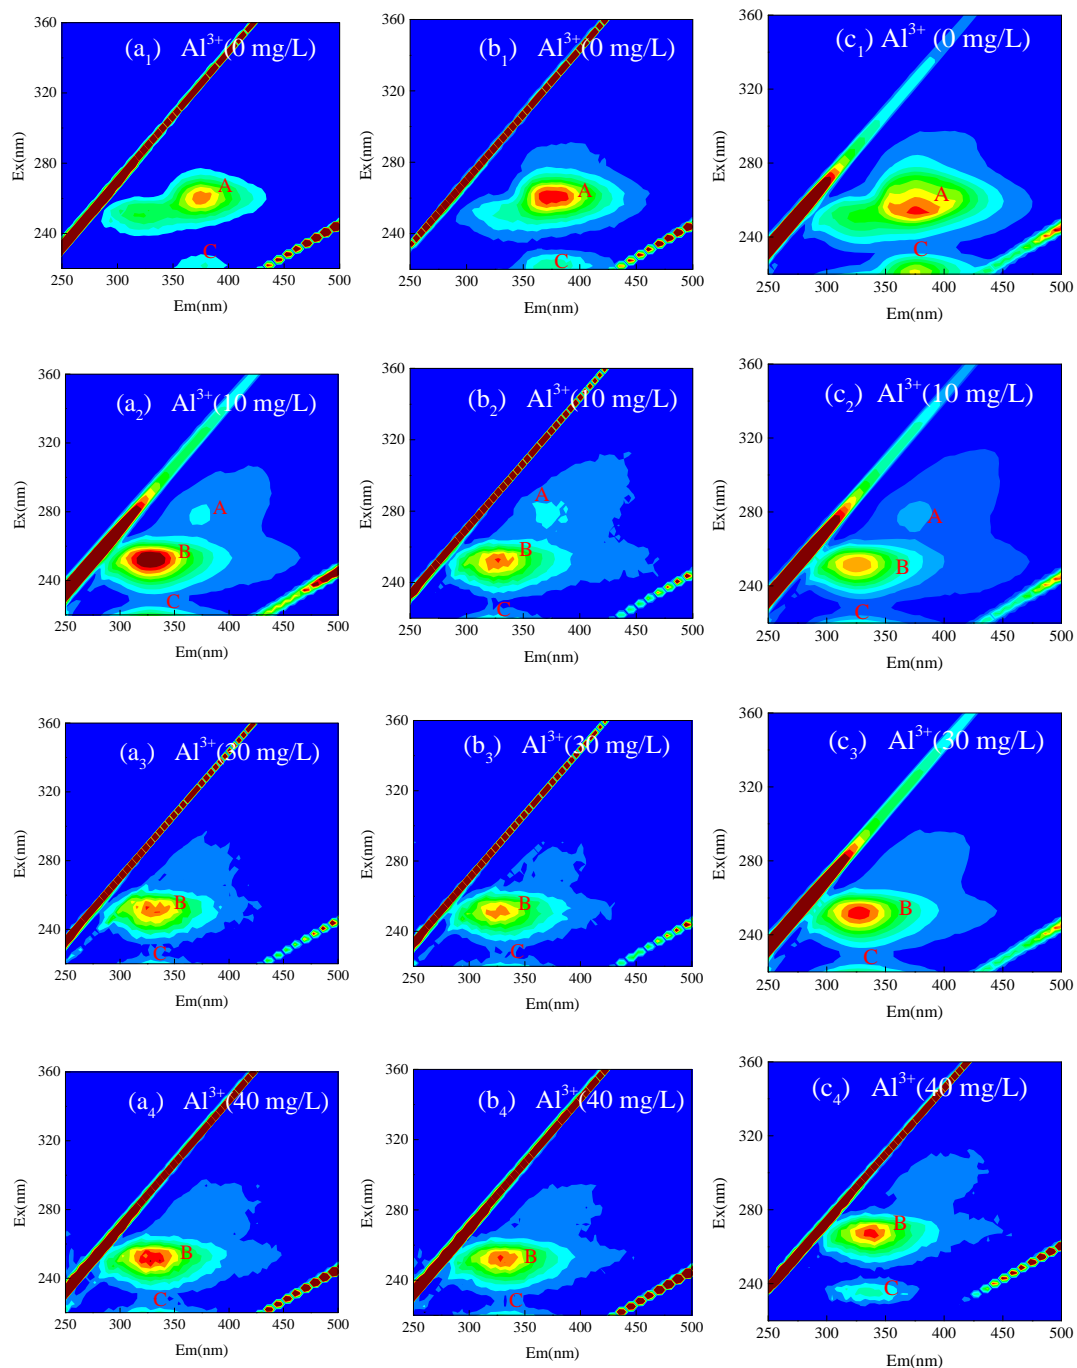 (a₁) Al³⁺(0 mg/L)
360
320
280
240
Ex(nm)
A
C
250 300 350 400 450 500
Em(nm)
(b₁) Al³⁺(0 mg/L)
360
320
280
240
Ex(nm)
A
C
250 300 350 400 450 500
Em(nm)
(c₁) Al³⁺ (0 mg/L)
360
320
280
240
Ex(nm)
A
C
250 300 350 400 450 500
Em(nm)
(a₂) Al³⁺(10 mg/L)
360
320
280
240
Ex(nm)
A
B
C
250 300 350 400 450 500
Em(nm)
(b₂) Al³⁺(10 mg/L)
360
320
280
240
Ex(nm)
A
B
C
250 300 350 400 450 500
Em(nm)
(c₂) Al³⁺(10 mg/L)
360
320
280
240
Ex(nm)
A
B
C
250 300 350 400 450 500
Em(nm)
(a₃) Al³⁺(30 mg/L)
360
320
280
240
Ex(nm)
B
C
250 300 350 400 450 500
Em(nm)
(b₃) Al³⁺(30 mg/L)
360
320
280
240
Ex(nm)
B
C
250 300 350 400 450 500
Em(nm)
(c₃) Al³⁺(30 mg/L)
360
320
280
240
Ex(nm)
B
C
250 300 350 400 450 500
Em(nm)
(a₄) Al³⁺(40 mg/L)
360
320
280
240
Ex(nm)
B
C
250 300 350 400 450 500
Em(nm)
(b₄) Al³⁺(40 mg/L)
360
320
280
240
Ex(nm)
B
C
250 300 350 400 450 500
Em(nm)
(c₄) Al³⁺(40 mg/L)
360
320
280
240
Ex(nm)
B
C
250 300 350 400 450 500
Em(nm)